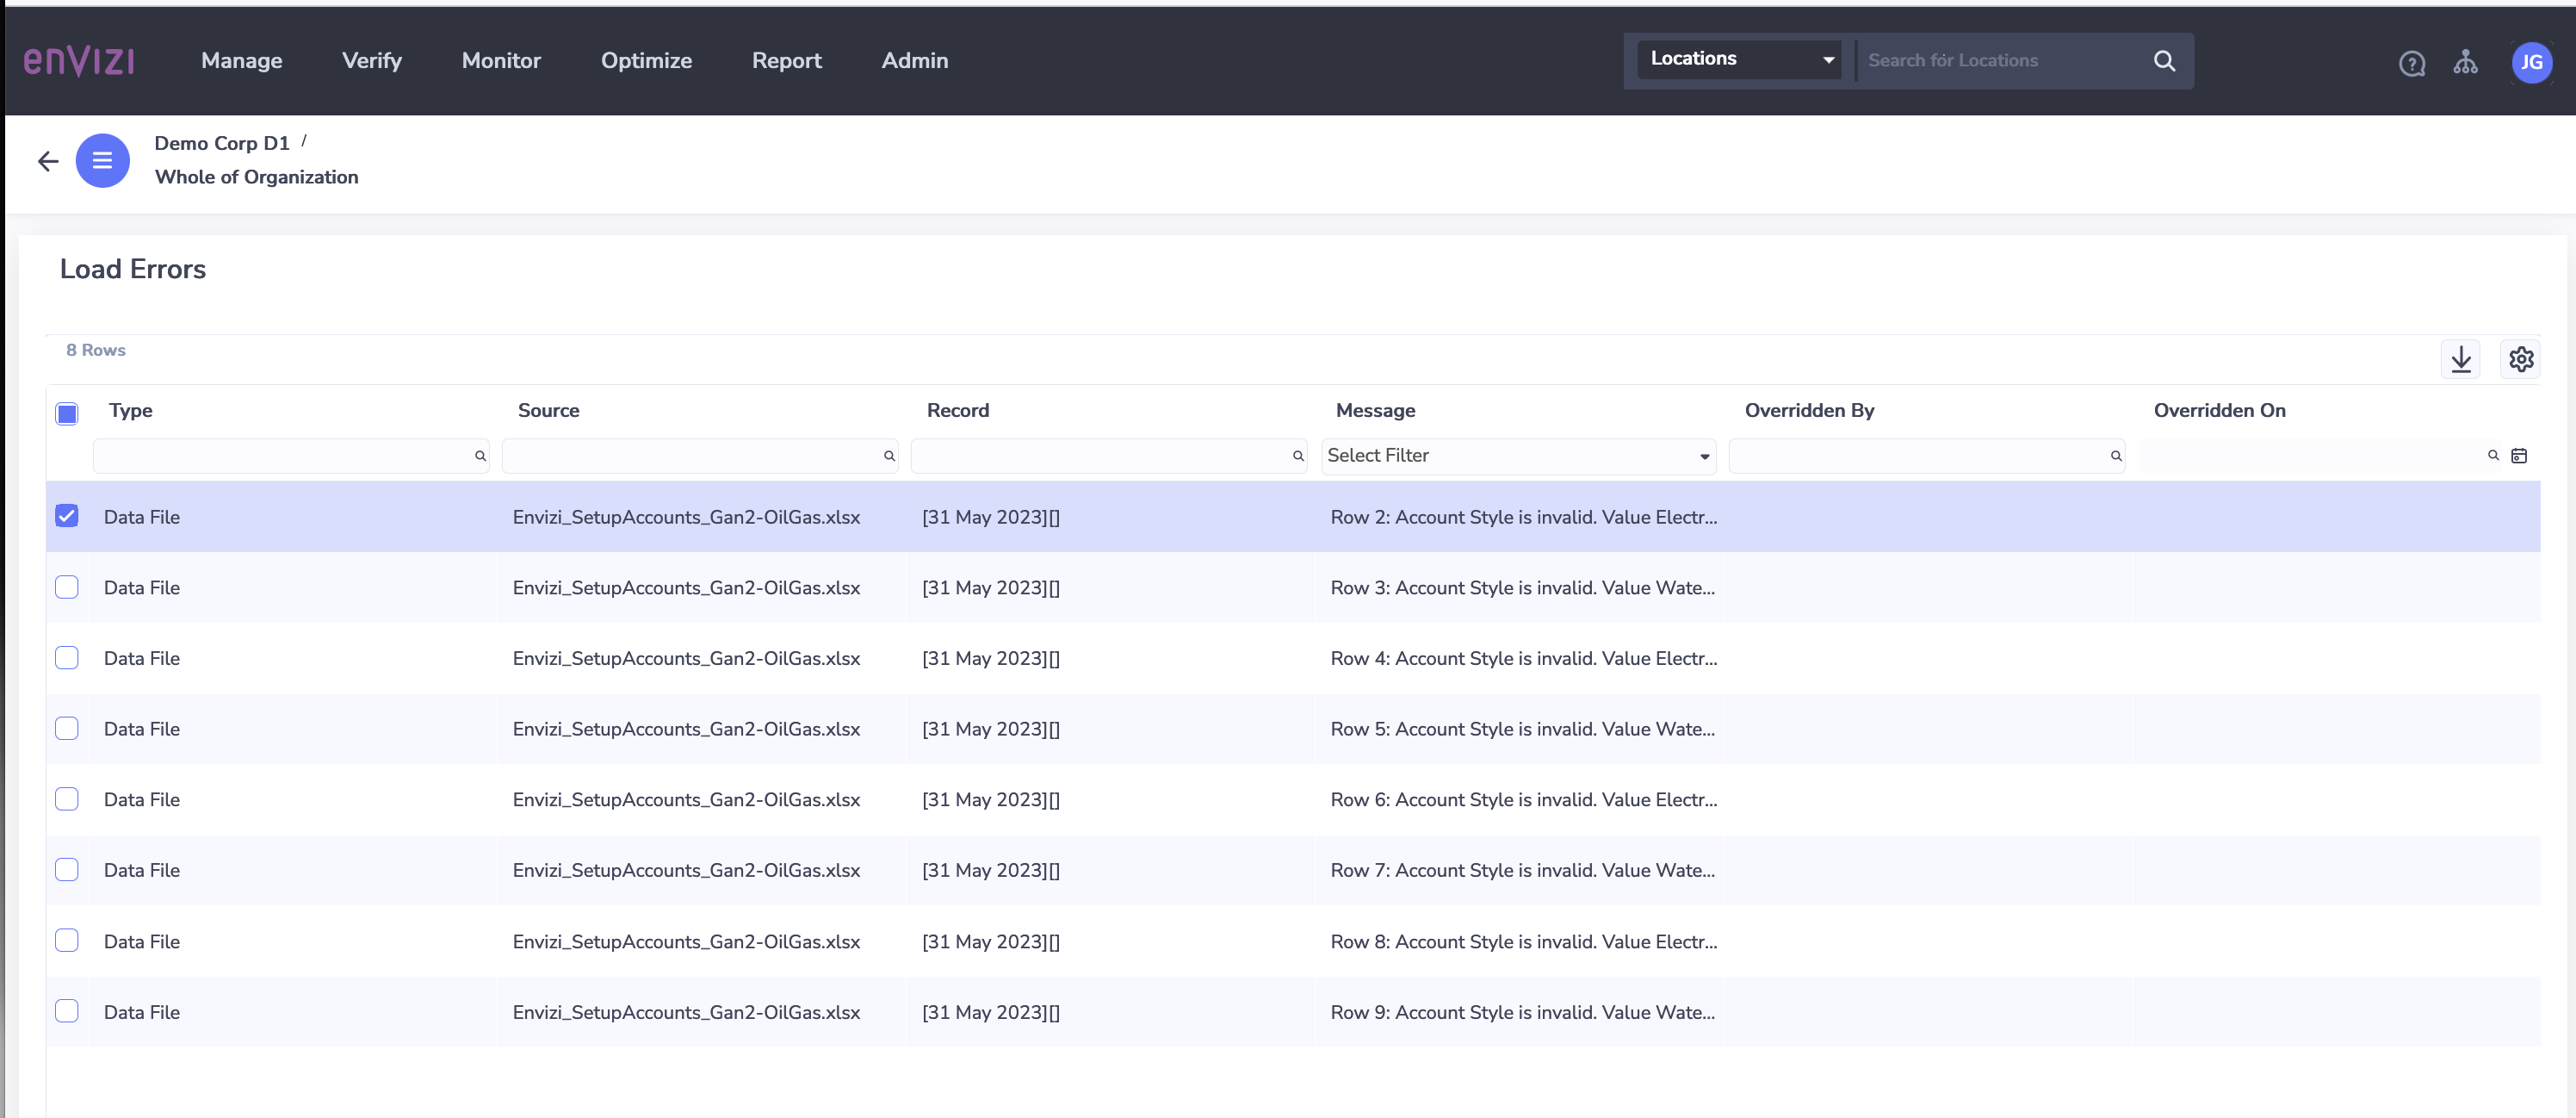 envizi Manage Verify Monitor Optimize Report Admin Locations Search for Locations JG
Demo Corp D1 /
Whole of Organization
Load Errors
8 Rows
Type Source Record Message Overridden By Overridden On
Select Filter
Data File Envizi_SetupAccounts_Gan2-OilGas.xlsx [31 May 2023][] Row 2: Account Style is invalid. Value Electr...
Data File Envizi_SetupAccounts_Gan2-OilGas.xlsx [31 May 2023][] Row 3: Account Style is invalid. Value Wate...
Data File Envizi_SetupAccounts_Gan2-OilGas.xlsx [31 May 2023][] Row 4: Account Style is invalid. Value Electr...
Data File Envizi_SetupAccounts_Gan2-OilGas.xlsx [31 May 2023][] Row 5: Account Style is invalid. Value Wate...
Data File Envizi_SetupAccounts_Gan2-OilGas.xlsx [31 May 2023][] Row 6: Account Style is invalid. Value Electr...
Data File Envizi_SetupAccounts_Gan2-OilGas.xlsx [31 May 2023][] Row 7: Account Style is invalid. Value Wate...
Data File Envizi_SetupAccounts_Gan2-OilGas.xlsx [31 May 2023][] Row 8: Account Style is invalid. Value Electr...
Data File Envizi_SetupAccounts_Gan2-OilGas.xlsx [31 May 2023][] Row 9: Account Style is invalid. Value Wate...